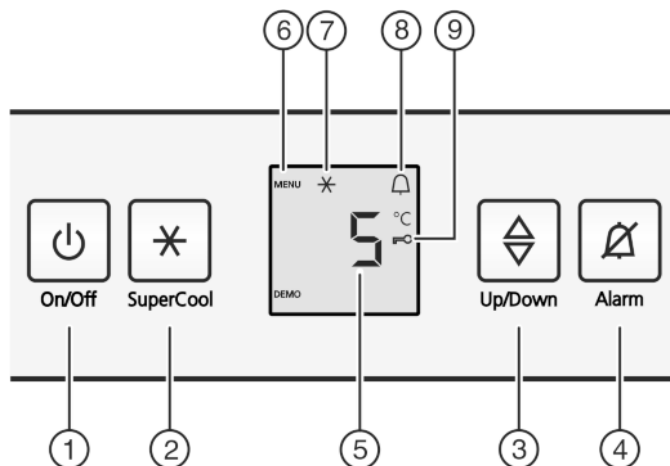 6 7 8 9
MENU
°C
5
DEMO
On/Off SuperCool Up/Down Alarm
1 2 5 3 4